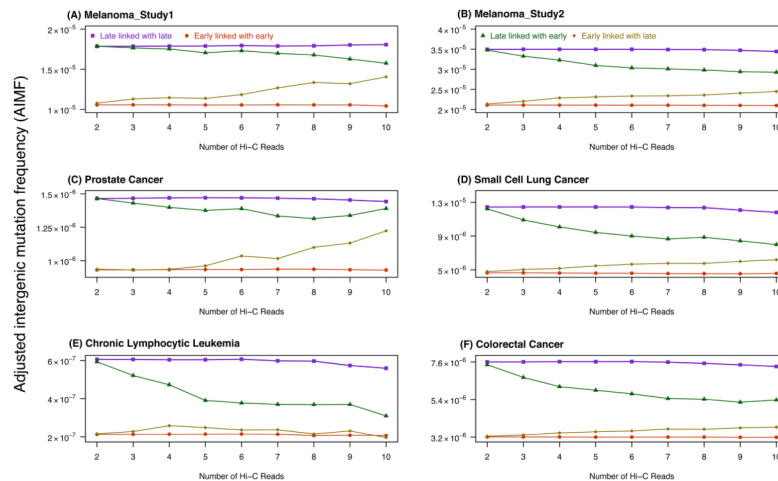 (A) Melanoma_Study1
(B) Melanoma_Study2
Late linked with late
Early linked with early
Late linked with early
Early linked with late
2 × 10⁻⁵
1.5 × 10⁻⁵
1 × 10⁻⁵
2 3 4 5 6 7 8 9 10
Number of Hi-C Reads
4 × 10⁻⁵
3.5 × 10⁻⁵
3 × 10⁻⁵
2.5 × 10⁻⁵
2 × 10⁻⁵
2 3 4 5 6 7 8 9 10
Number of Hi-C Reads
(C) Prostate Cancer
1.5 × 10⁻⁶
1.25 × 10⁻⁶
1 × 10⁻⁶
2 3 4 5 6 7 8 9 10
Number of Hi-C Reads
(D) Small Cell Lung Cancer
1.3 × 10⁻⁵
9 × 10⁻⁶
5 × 10⁻⁶
2 3 4 5 6 7 8 9 10
Number of Hi-C Reads
(E) Chronic Lymphocytic Leukemia
6 × 10⁻⁷
4 × 10⁻⁷
2 × 10⁻⁷
2 3 4 5 6 7 8 9 10
Number of Hi-C Reads
(F) Colorectal Cancer
7.6 × 10⁻⁶
5.4 × 10⁻⁶
3.2 × 10⁻⁶
2 3 4 5 6 7 8 9 10
Number of Hi-C Reads
Adjusted intergenic mutation frequency (AIMF)